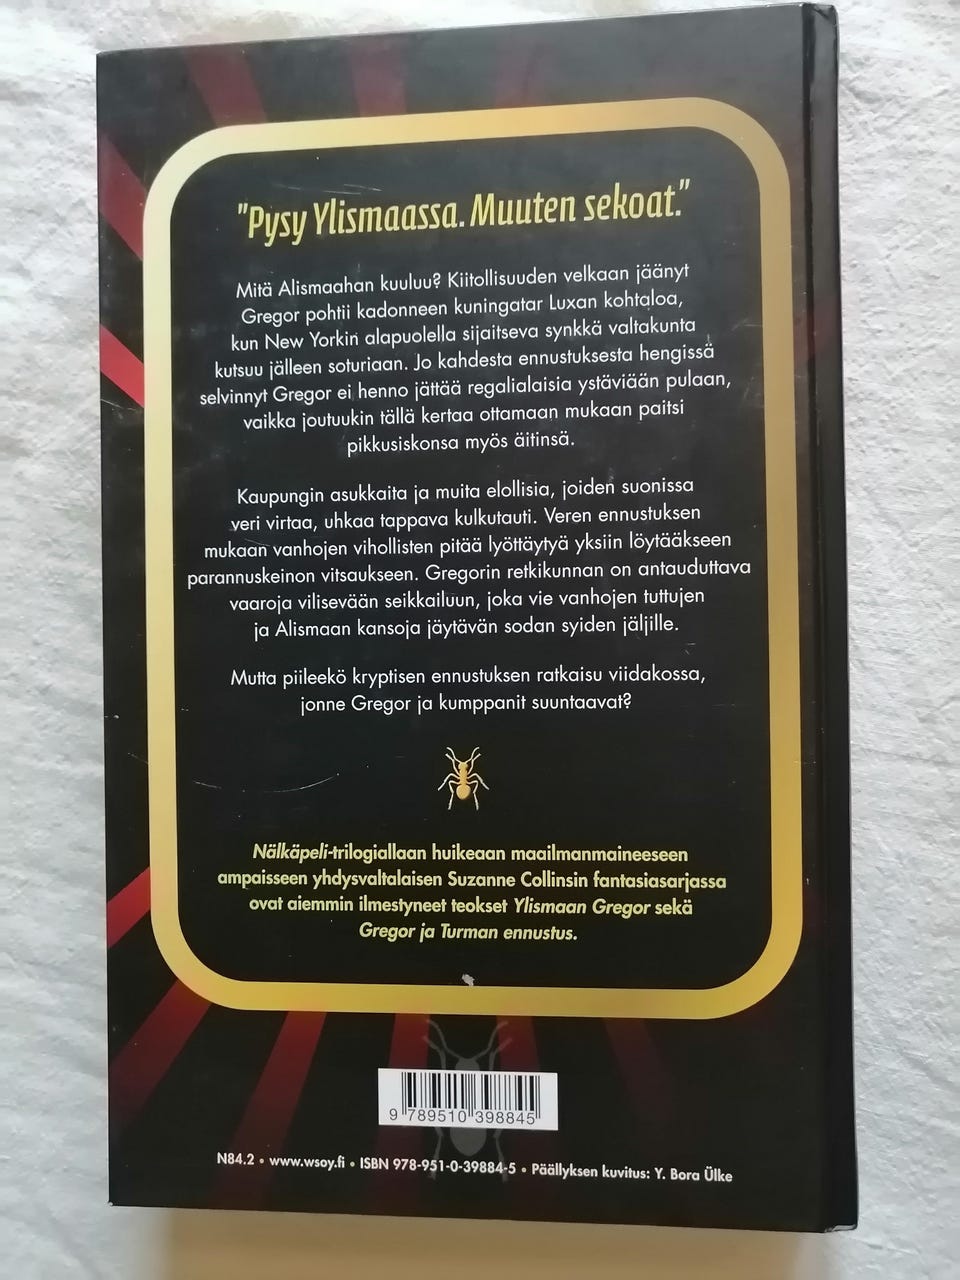 "Pysy Ylismaassa. Muuten sekoat."
Mitä Alismaahan kuuluu? Kiitollisuuden velkaan jäänyt
Gregor pohtii kadonneen kuningatar Luxan kohtaloa,
kun New Yorkin alapuolella sijaitseva synkkä valtakunta
kutsuu jälleen soturiaan. Jo kahdesta ennustuksesta hengissä
selvinnyt Gregor ei henno jättää regalialaisia ystäviään pulaan,
vaikka joutuukin tällä kertaa ottamaan mukaan paitsi
pikkusiskonsa myös äitinsä.
Kaupungin asukkaita ja muita elollisia, joiden suonissa
veri virtaa, uhkaa tappava kulkutauti. Veren ennustuksen
mukaan vanhojen vihollisten pitää lyöttäytyä yksiin löytääkseen
parannuskeinon vitsaukseen. Gregorin retkikunnan on antauduttava
vaaroja vilisevään seikkailuun, joka vie vanhojen tuttujen
ja Alismaan kansoja jäytävän sodan syiden jäljille.
Mutta piileekö kryptisen ennustuksen ratkaisu viidakossa,
jonne Gregor ja kumppanit suuntaavat?
Nälkäpeli-trilogiallaan huikeaan maailmanmaineeseen
ampaisseen yhdysvaltalaisen Suzanne Collinsin fantasiasarjassa
ovat aiemmin ilmestyneet teokset Ylismaan Gregor sekä
Gregor ja Turman ennustus.
9 789510 398845
N84.2 • www.wsoy.fi • ISBN 978-951-0-39884-5 • Päällyksen kuvitus: Y. Bora Ülke